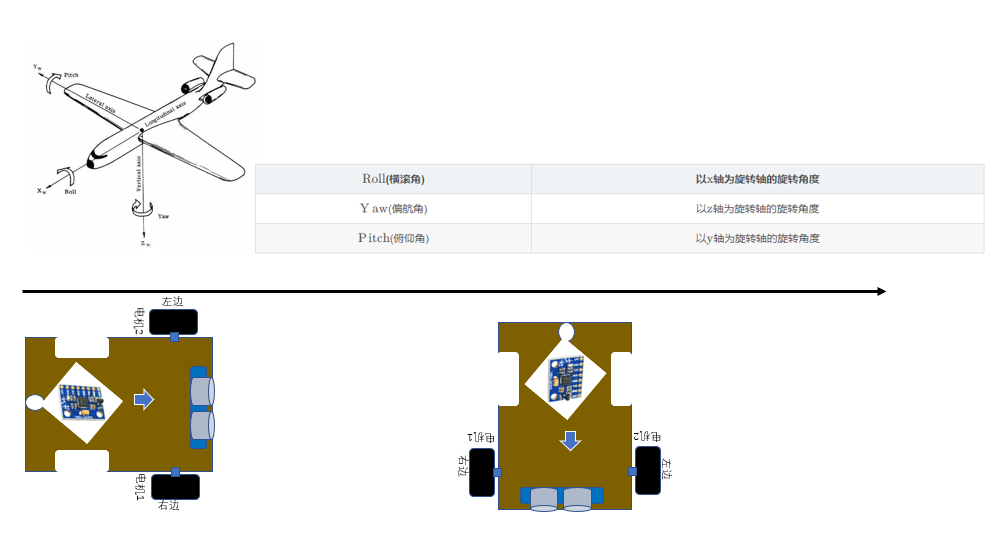 Yw
Pitch
Lateral axis
Longitudinal axis
Vertical axis
Xw
Roll
Yaw
Zw
Roll(横滚角) 以x轴为旋转轴的旋转角度
Yaw(偏航角) 以z轴为旋转轴的旋转角度
Pitch(俯仰角) 以y轴为旋转轴的旋转角度
左边
电机2
电机1
右边
电机1
右边
电机2
左边